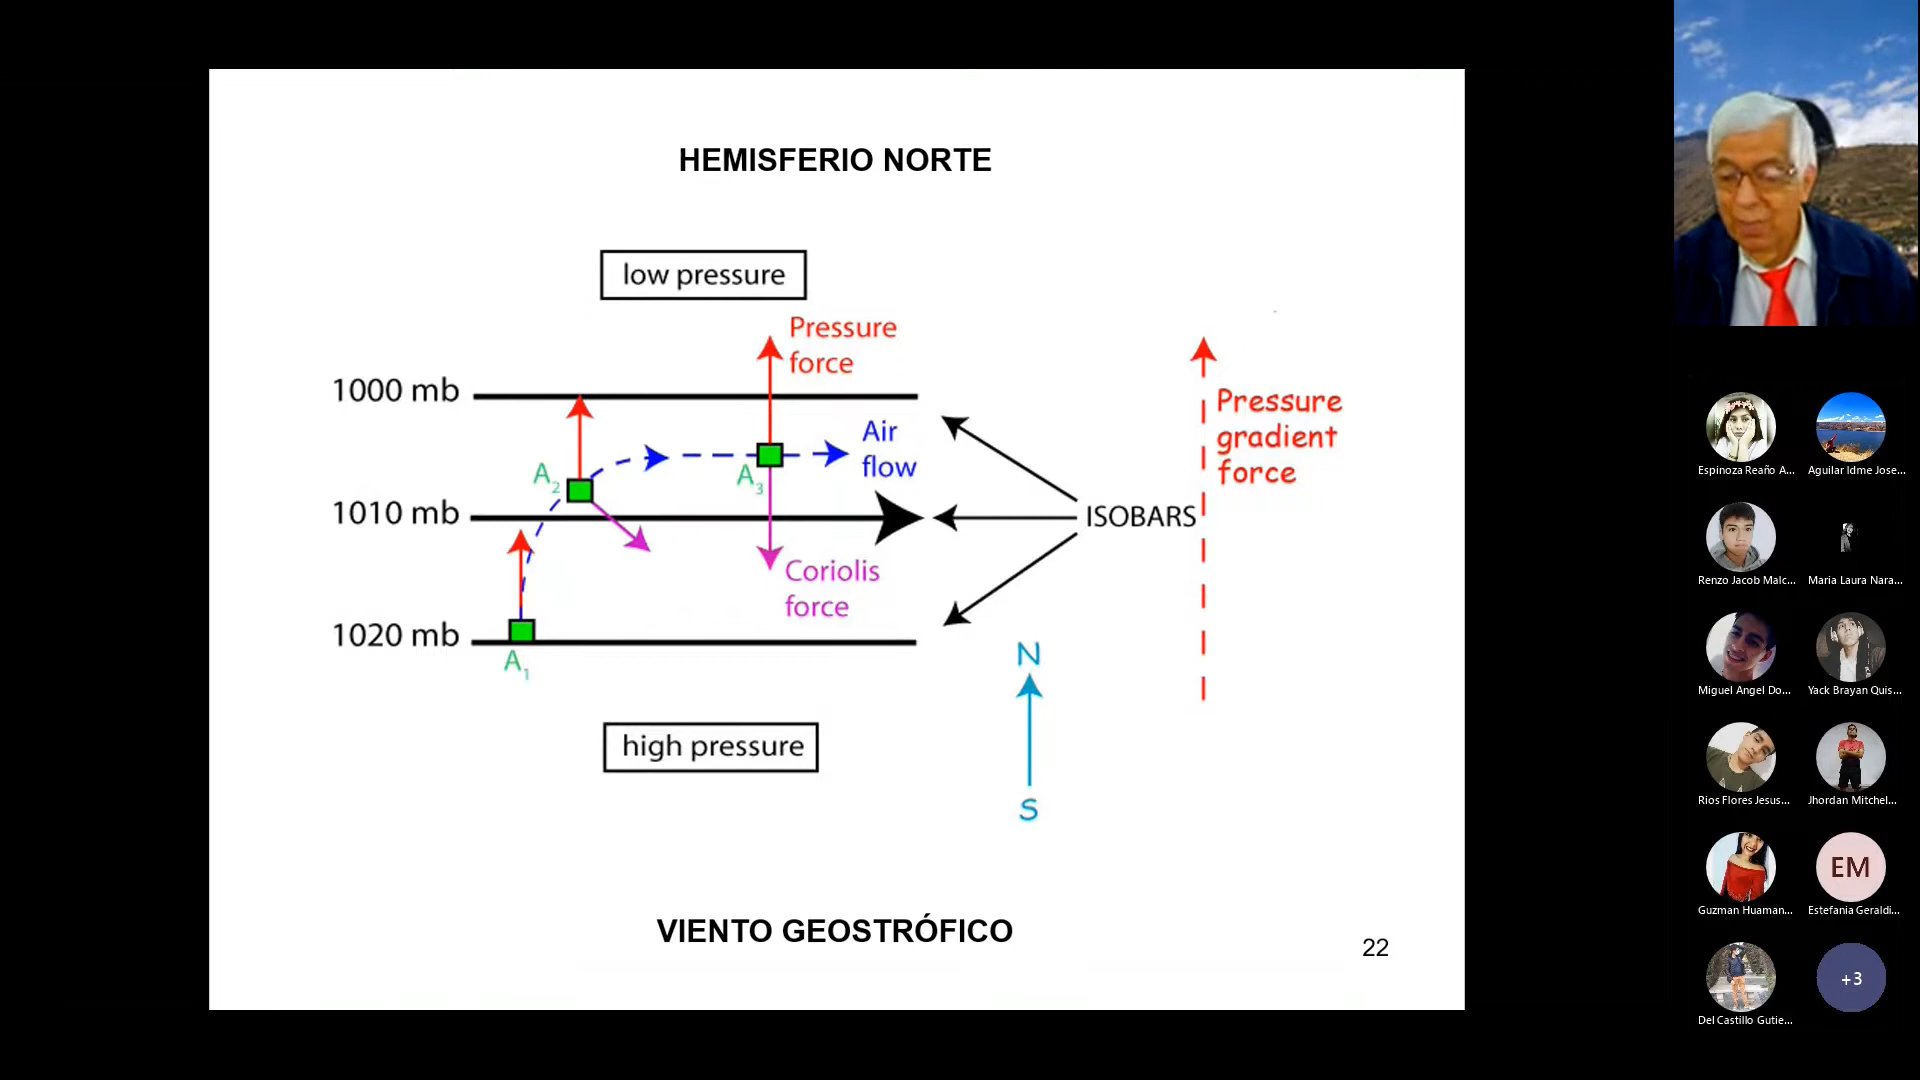 HEMISFERIO NORTE
low pressure
Pressure
force
1000 mb
Air
flow
A2
A3
Pressure
gradient
force
1010 mb
ISOBARS
Coriolis
force
1020 mb
A1
N
high pressure
S
VIENTO GEOSTRÓFICO
22
Espinoza Reaño A...
Aguilar Idme Jose...
Renzo Jacob Malc...
Maria Laura Nara...
Miguel Angel Do...
Yack Brayan Quis...
Rios Flores Jesus...
Jhordan Mitchel...
Guzman Huaman...
EM
Estefania Geraldi...
Del Castillo Gutie...
+3